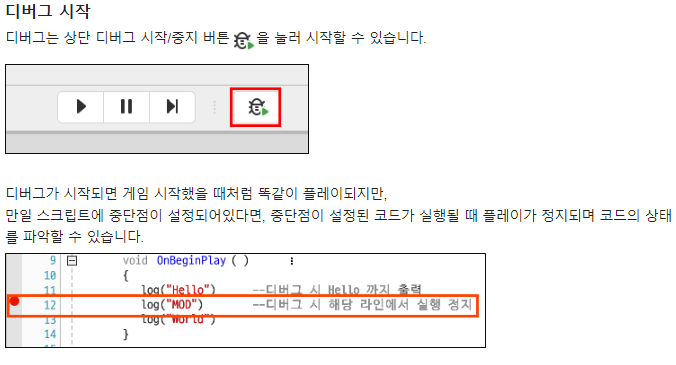 디버그 시작
디버그는 상단 디버그 시작/중지 버튼 을 눌러 시작할 수 있습니다.
디버그가 시작되면 게임 시작했을 때처럼 똑같이 플레이되지만,
만일 스크립트에 중단점이 설정되어있다면, 중단점이 설정된 코드가 실행될 때 플레이가 정지되며 코드의 상태
를 파악할 수 있습니다.
9 void OnBeginPlay ( )
10 {
11 log("Hello") --디버그 시 Hello 까지 출력
12 log("MOD") --디버그 시 해당 라인에서 실행 정지
13 log("World")
14 }